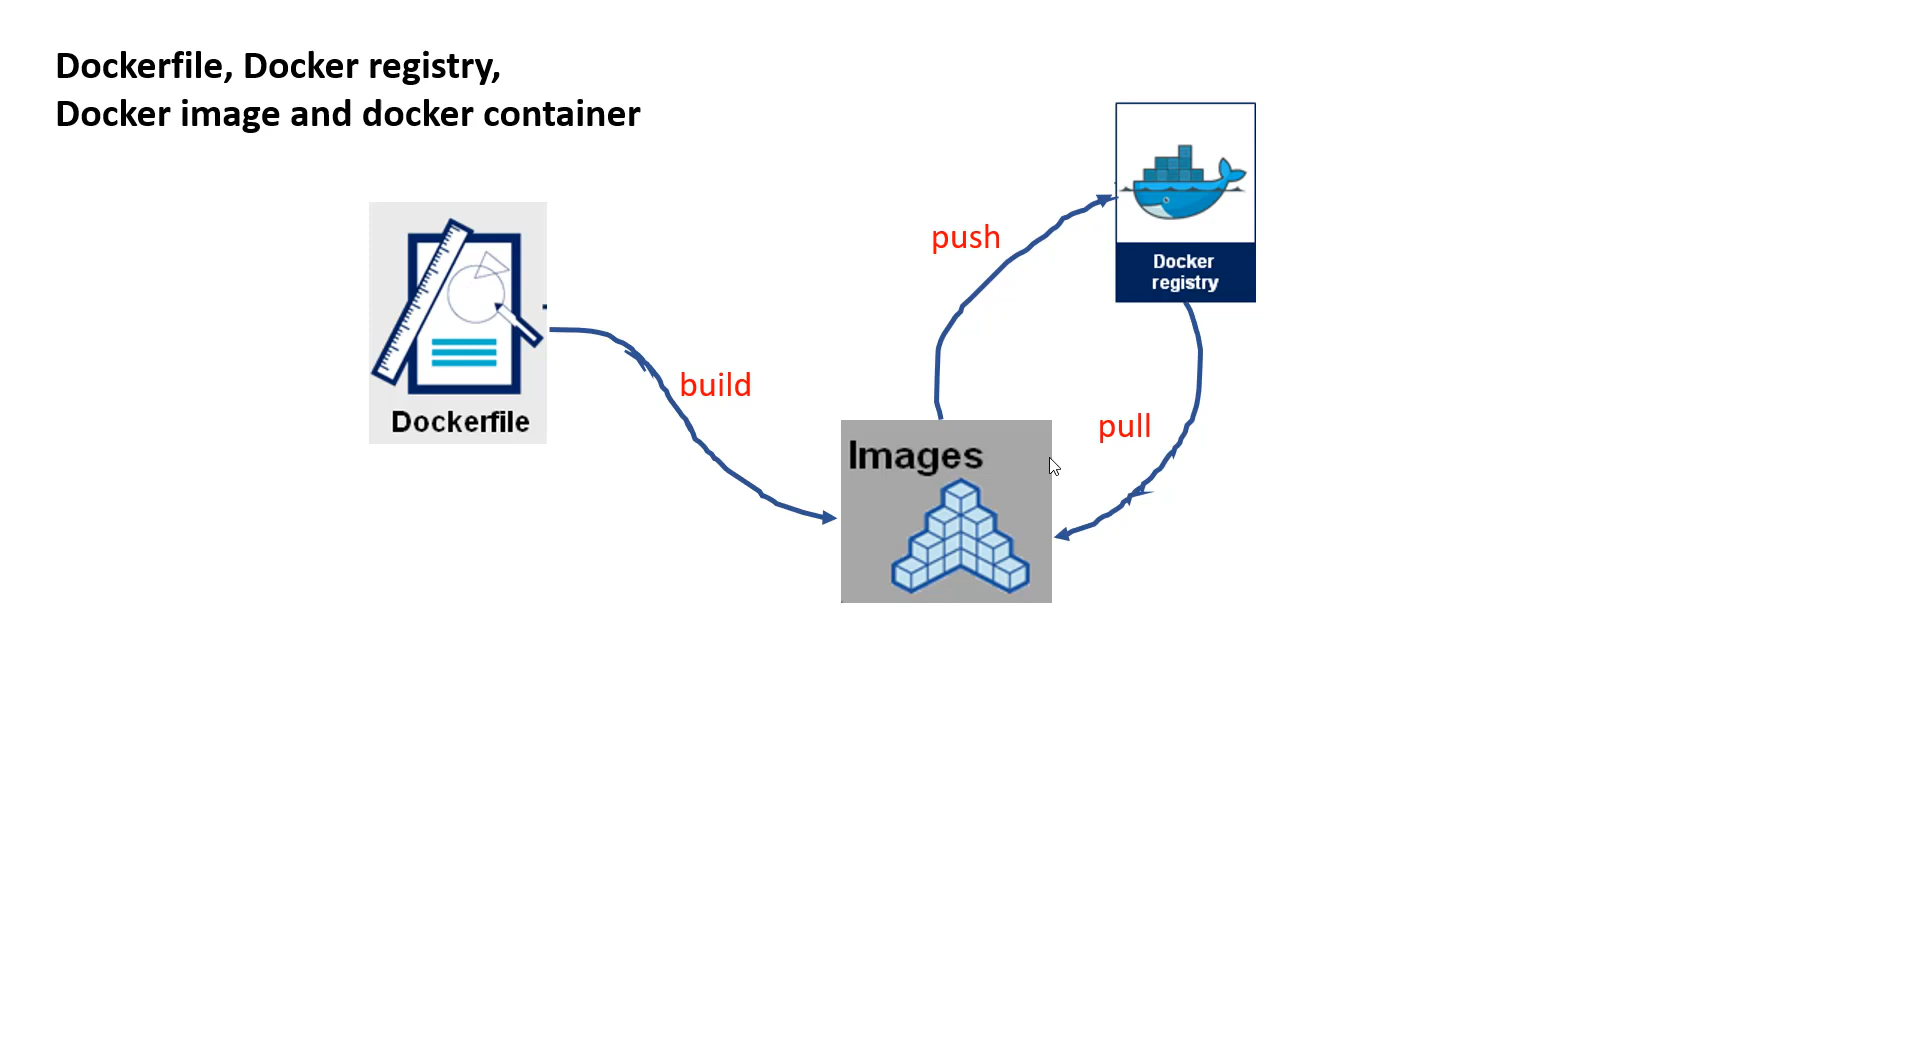 Dockerfile, Docker registry,
Docker image and docker container
Docker
registry
push
build
pull
Dockerfile
Images